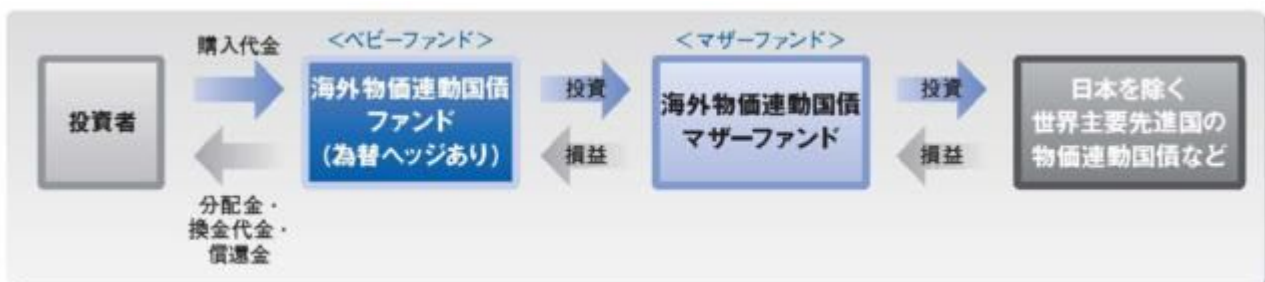 購入代金
<ベビーファンド>
<マザーファンド>
投資者
海外物価連動国債
ファンド
(為替ヘッジあり)
投資
損益
海外物価連動国債
マザーファンド
投資
損益
日本を除く
世界主要先進国の
物価連動国債など
分配金・
換金代金・
償還金